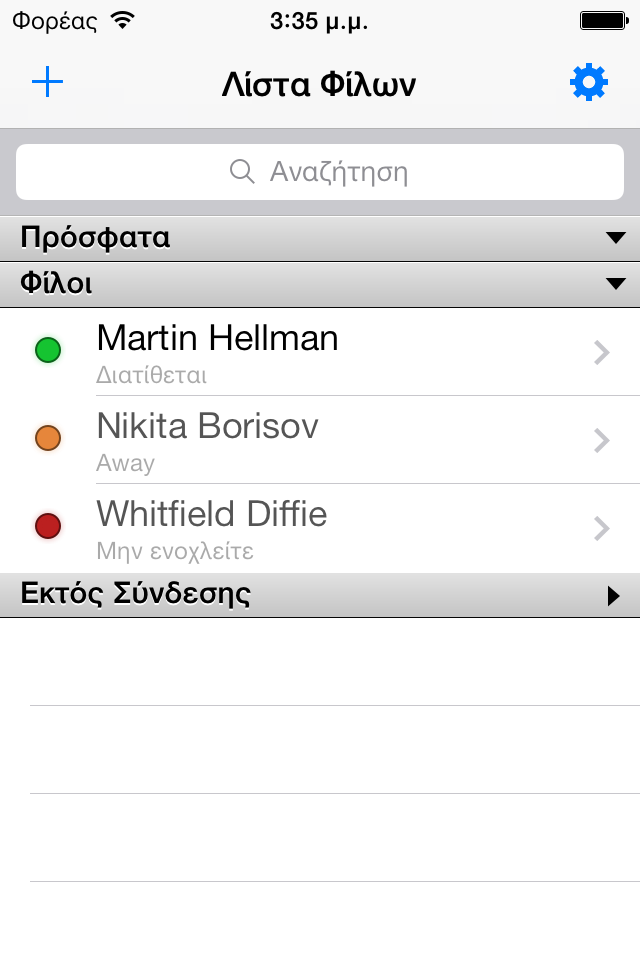 Φορέας 3:35 μ.μ.
Λίστα Φίλων
Αναζήτηση
Πρόσφατα
Φίλοι
Martin Hellman
Διατίθεται
Nikita Borisov
Away
Whitfield Diffie
Μην ενοχλείτε
Εκτός Σύνδεσης